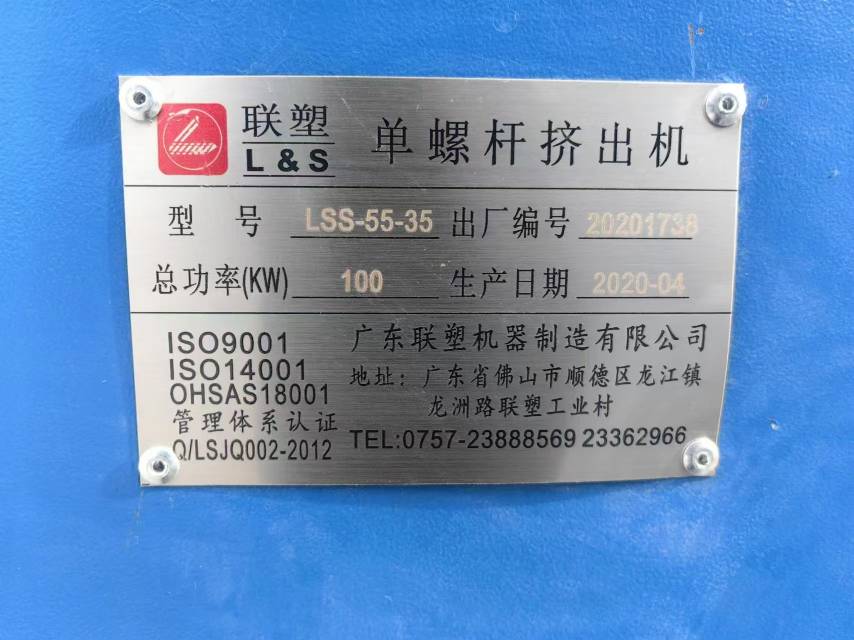 联塑
L&S
单螺杆挤出机
型 号 LSS-55-35 出厂编号 20201738
总功率(KW) 100 生产日期 2020-04
ISO9001
ISO14001
OHSAS18001
管理体系认证
Q/LSJQ002-2012
广东联塑机器制造有限公司
地址：广东省佛山市顺德区龙江镇
龙洲路联塑工业村
TEL:0757-23888569 23362966